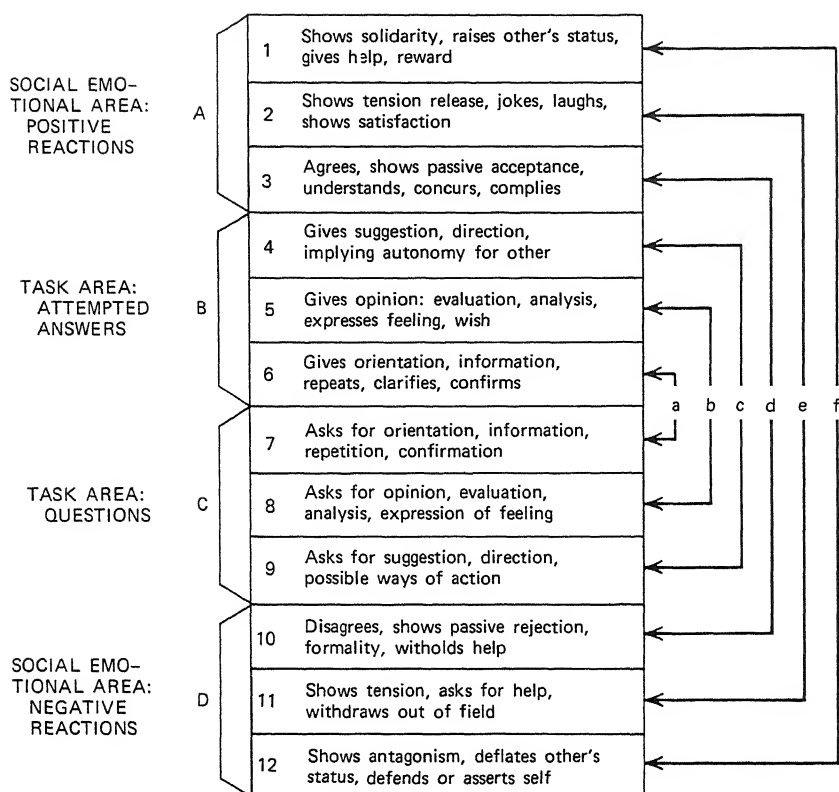 SOCIAL EMO–
TIONAL AREA:
POSITIVE
REACTIONS
A
1 Shows solidarity, raises other's status,
gives help, reward
2 Shows tension release, jokes, laughs,
shows satisfaction
3 Agrees, shows passive acceptance,
understands, concurs, complies
TASK AREA:
ATTEMPTED
ANSWERS
B
4 Gives suggestion, direction,
implying autonomy for other
5 Gives opinion: evaluation, analysis,
expresses feeling, wish
6 Gives orientation, information,
repeats, clarifies, confirms
TASK AREA:
QUESTIONS
C
7 Asks for orientation, information,
repetition, confirmation
8 Asks for opinion, evaluation,
analysis, expression of feeling
9 Asks for suggestion, direction,
possible ways of action
SOCIAL EMO–
TIONAL AREA:
NEGATIVE
REACTIONS
D
10 Disagrees, shows passive rejection,
formality, witholds help
11 Shows tension, asks for help,
withdraws out of field
12 Shows antagonism, deflates other's
status, defends or asserts self
a b c d e f